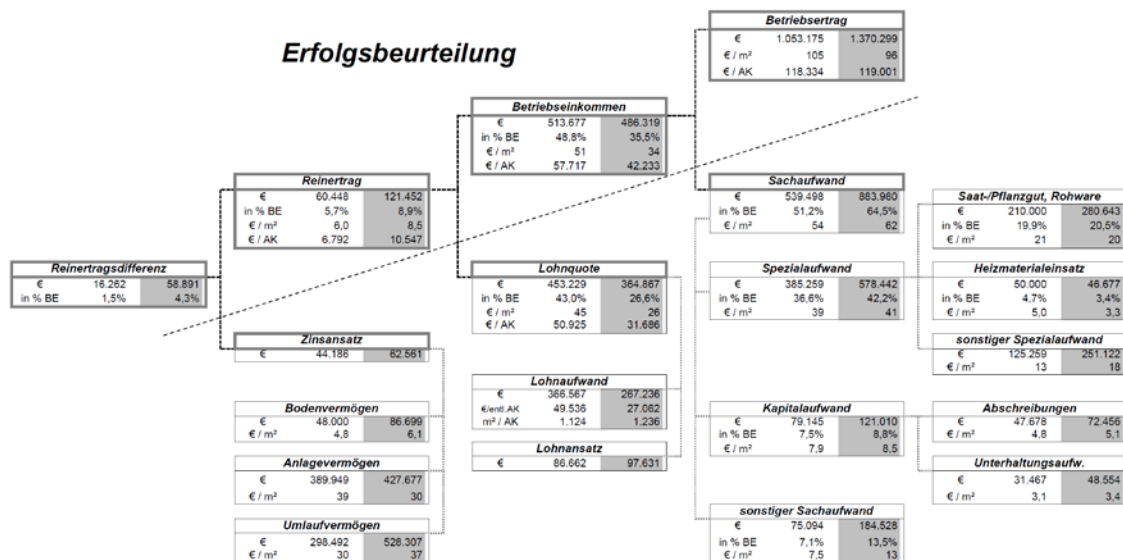 Erfolgsbeurteilung
Betriebsertrag
€ 1.053.175 1.370.299
€ / m² 105 96
€ / AK 118.334 119.001
Betriebseinkommen
€ 513.677 486.319
in % BE 48,8% 35,5%
€ / m² 51 34
€ / AK 57.717 42.233
Reinertrag
€ 60.448 121.452
in % BE 5,7% 8,9%
€ / m² 6,0 8,5
€ / AK 6.792 10.547
Sachaufwand
€ 539.498 883.980
in % BE 51,2% 64,5%
€ / m² 54 62
Saat-/Pflanzgut, Rohware
€ 210.000 280.643
in % BE 19,9% 20,5%
€ / m² 21 20
Reinertragsdifferenz
€ 16.262 58.891
in % BE 1,5% 4,3%
Lohnquote
€ 453.229 364.867
in % BE 43,0% 26,6%
€ / m² 45 26
€ / AK 50.925 31.686
Spezialaufwand
€ 385.259 578.442
in % BE 36,6% 42,2%
€ / m² 39 41
Heizmaterialeinsatz
€ 50.000 46.677
in % BE 4,7% 3,4%
€ / m² 5,0 3,3
Zinsansatz
€ 44.186 62.561
sonstiger Spezialaufwand
€ 125.259 251.122
€ / m² 13 18
Lohnaufwand
€ 366.567 267.236
€/entl.AK 49.536 27.062
m² / AK 1.124 1.236
Bodenvermögen
€ 48.000 86.699
€ / m² 4,8 6,1
Kapitalaufwand
€ 79.145 121.010
in % BE 7,5% 8,8%
€ / m² 7,9 8,5
Abschreibungen
€ 47.678 72.456
€ / m² 4,8 5,1
Lohnansatz
€ 86.662 97.631
Anlagevermögen
€ 389.949 427.677
€ / m² 39 30
Unterhaltungsaufw.
€ 31.467 48.554
€ / m² 3,1 3,4
Umlaufvermögen
€ 298.492 528.307
€ / m² 30 37
sonstiger Sachaufwand
€ 75.094 184.528
in % BE 7,1% 13,5%
€ / m² 7,5 13